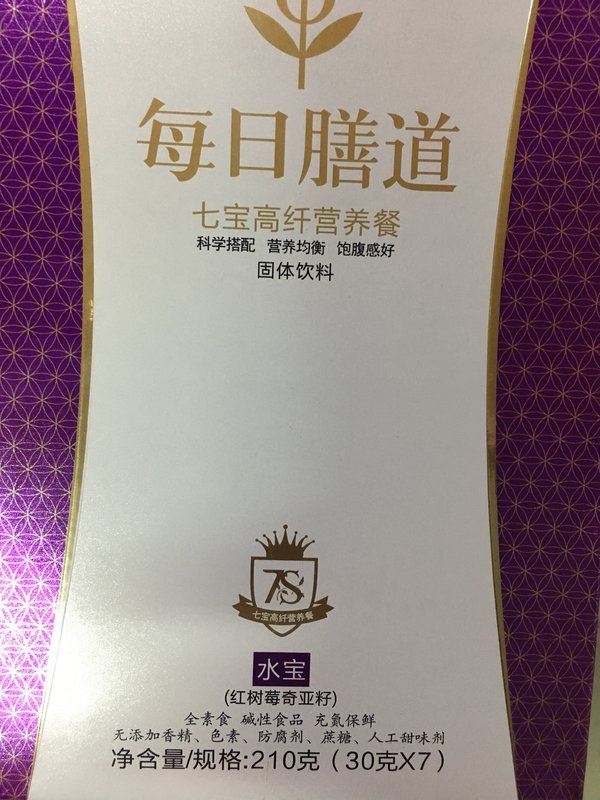 每日膳道
七宝高纤营养餐
科学搭配 营养均衡 饱腹感好
固体饮料
7S
七宝高纤营养餐
水宝
(红树莓奇亚籽)
全素食 碱性食品 充氮保鲜
无添加香精、色素、防腐剂、蔗糖、人工甜味剂
净含量/规格:210克（30克X7）